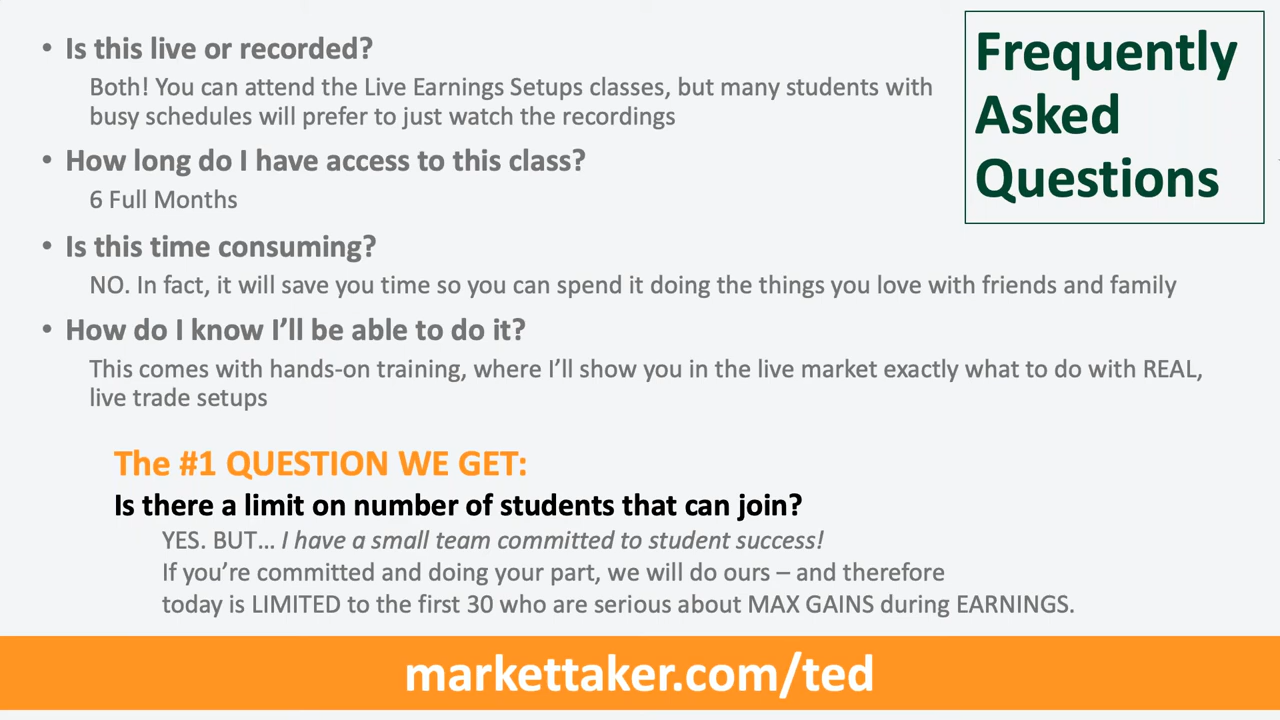 • Is this live or recorded?
Both! You can attend the Live Earnings Setups classes, but many students with
busy schedules will prefer to just watch the recordings
• How long do I have access to this class?
6 Full Months
• Is this time consuming?
NO. In fact, it will save you time so you can spend it doing the things you love with friends and family
• How do I know I’ll be able to do it?
This comes with hands-on training, where I’ll show you in the live market exactly what to do with REAL,
live trade setups
Frequently
Asked
Questions
The #1 QUESTION WE GET:
Is there a limit on number of students that can join?
YES. BUT… I have a small team committed to student success!
If you’re committed and doing your part, we will do ours – and therefore
today is LIMITED to the first 30 who are serious about MAX GAINS during EARNINGS.
markettaker.com/ted